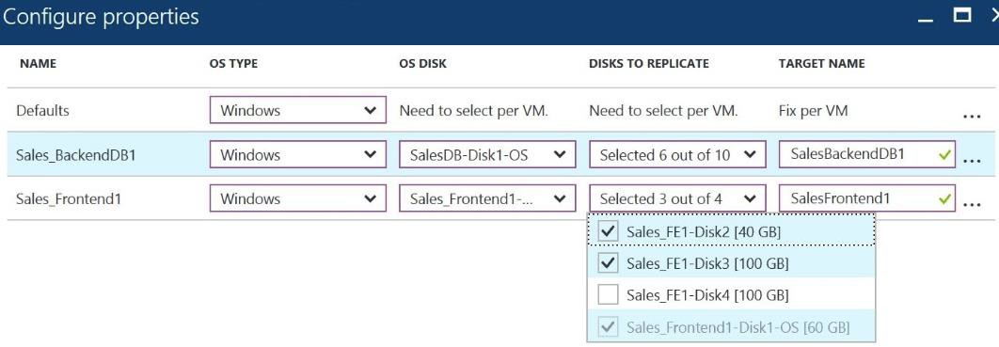 Configure properties
NAME OS TYPE OS DISK DISKS TO REPLICATE TARGET NAME
Defaults Windows Need to select per VM. Need to select per VM. Fix per VM ...
Sales_BackendDB1 Windows SalesDB-Disk1-OS Selected 6 out of 10 SalesBackendDB1 ...
Sales_Frontend1 Windows Sales_Frontend1-... Selected 3 out of 4 SalesFrontend1 ...
Sales_FE1-Disk2 [40 GB]
Sales_FE1-Disk3 [100 GB]
Sales_FE1-Disk4 [100 GB]
Sales_Frontend1-Disk1-OS [60 GB]